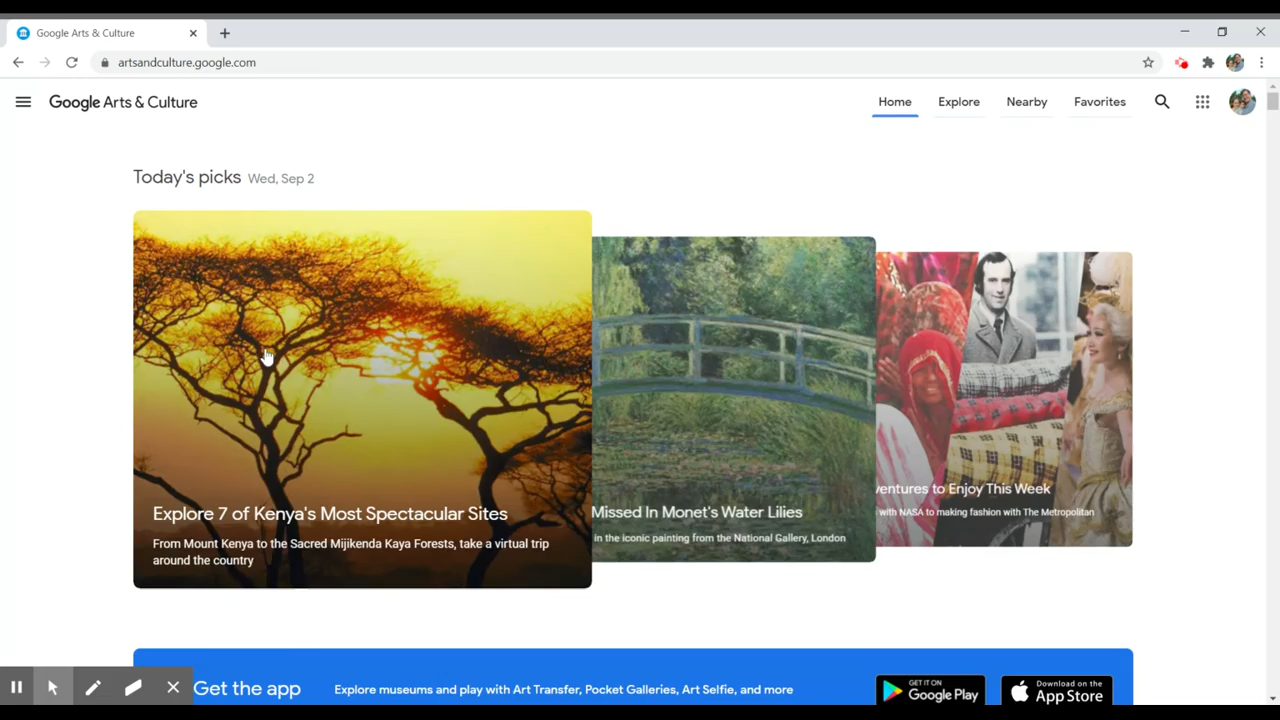 Google Arts & Culture
artsandculture.google.com
Google Arts & Culture
Home
Explore
Nearby
Favorites
Today's picks Wed, Sep 2
Explore 7 of Kenya's Most Spectacular Sites
From Mount Kenya to the Sacred Mijikenda Kaya Forests, take a virtual trip
around the country
Missed In Monet's Water Lilies
in the iconic painting from the National Gallery, London
ventures to Enjoy This Week
with NASA to making fashion with The Metropolitan
Get the app
Explore museums and play with Art Transfer, Pocket Galleries, Art Selfie, and more
GET IT ON
Google Play
Download on the
App Store